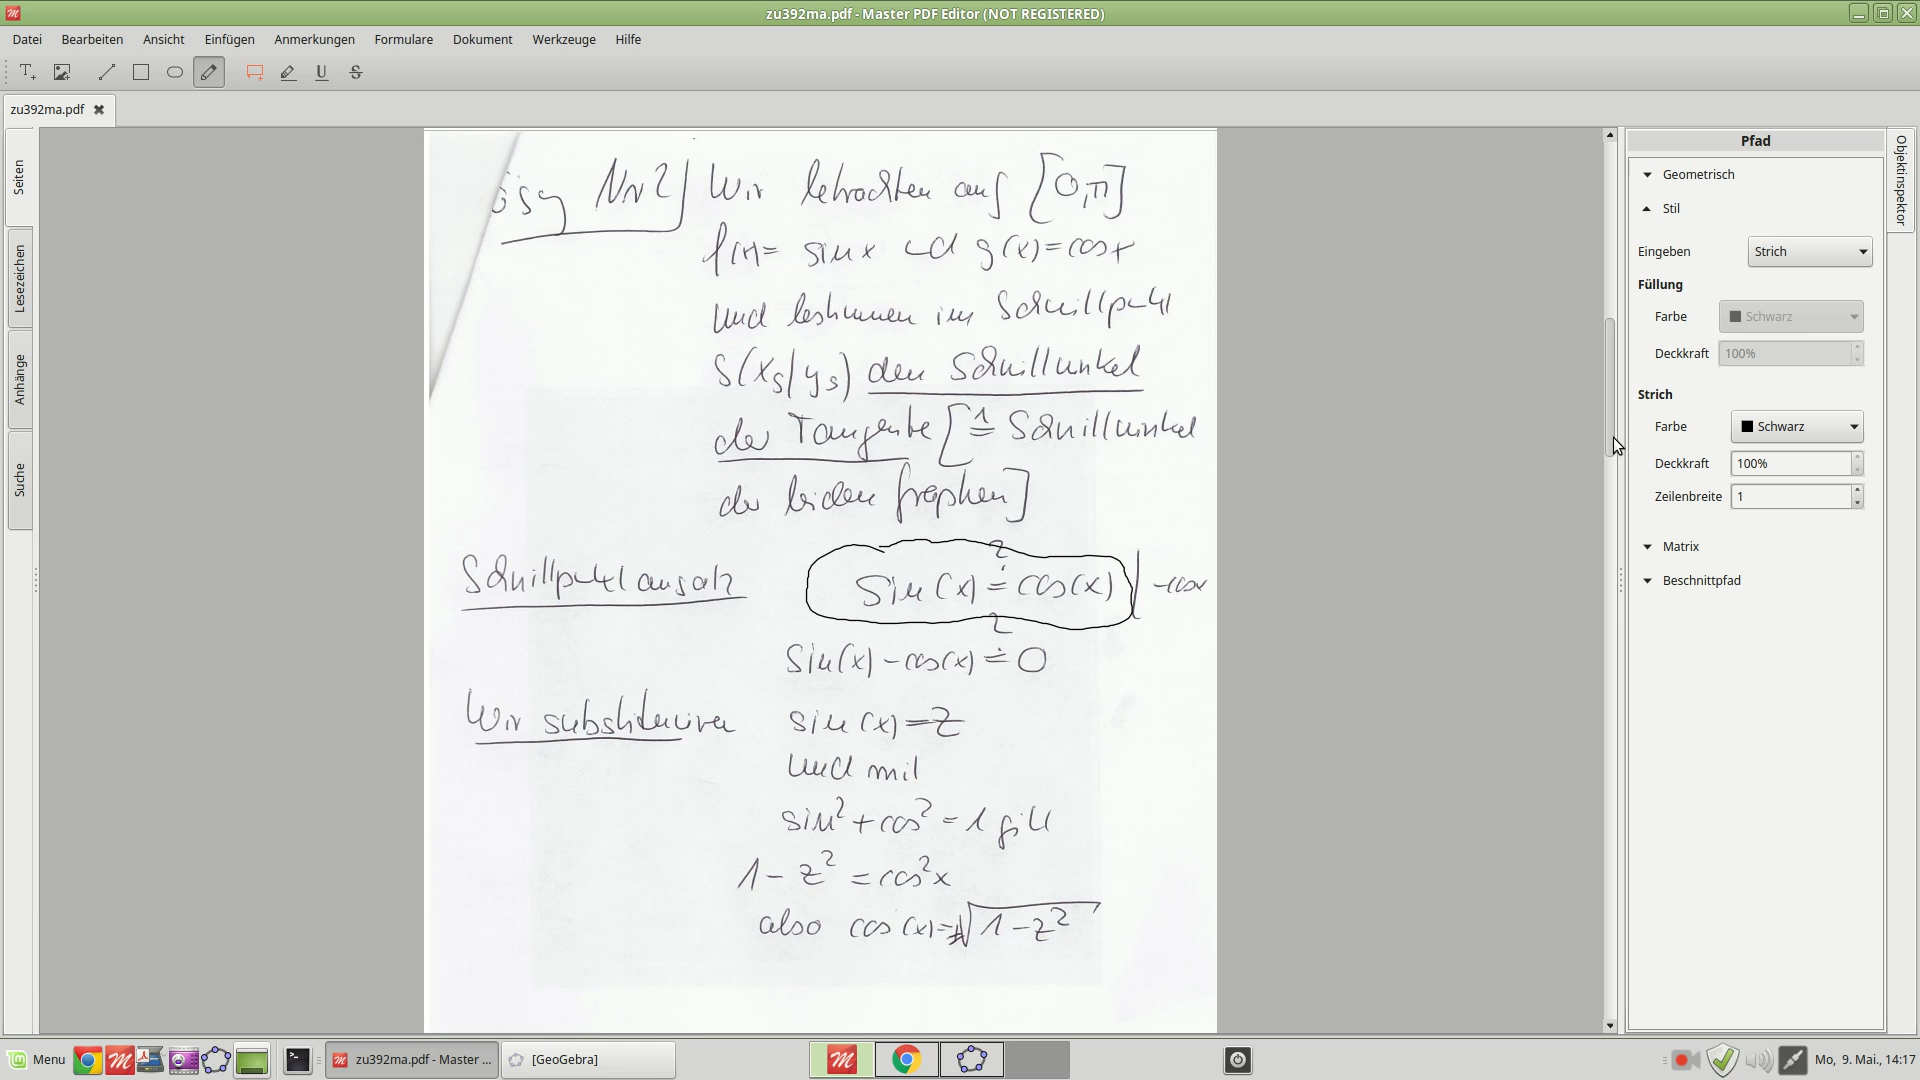 zu392ma.pdf - Master PDF Editor (NOT REGISTERED)
Datei Bearbeiten Ansicht Einfügen Anmerkungen Formulare Dokument Werkzeuge Hilfe
zu392ma.pdf
Seiten
Lesezeichen
Anhänge
Suche
Nr 2 Wir betrachten auf [0,π]
f(x)= sin x und g(x)=cos x
und bestimmen im Schnittpunkt
S(xs|ys) den Schnittwinkel
der Tangente [≙ Schnittwinkel
der beiden Graphen]
Schnittpunktansatz sin(x) ≟ cos(x) | -cos x
sin(x) - cos(x) ≟ 0
Wir substituieren sin(x)=z
und mit
sin²+cos² = 1 gilt
1 - z² = cos²x
also cos(x)=±√1-z²
Pfad
Geometrisch
Stil
Eingeben Strich
Füllung
Farbe Schwarz
Deckkraft 100%
Strich
Farbe Schwarz
Deckkraft 100%
Zeilenbreite 1
Matrix
Beschnittpfad
Objektinspektor
Menu zu392ma.pdf - Master ... [GeoGebra] Mo, 9. Mai., 14:17